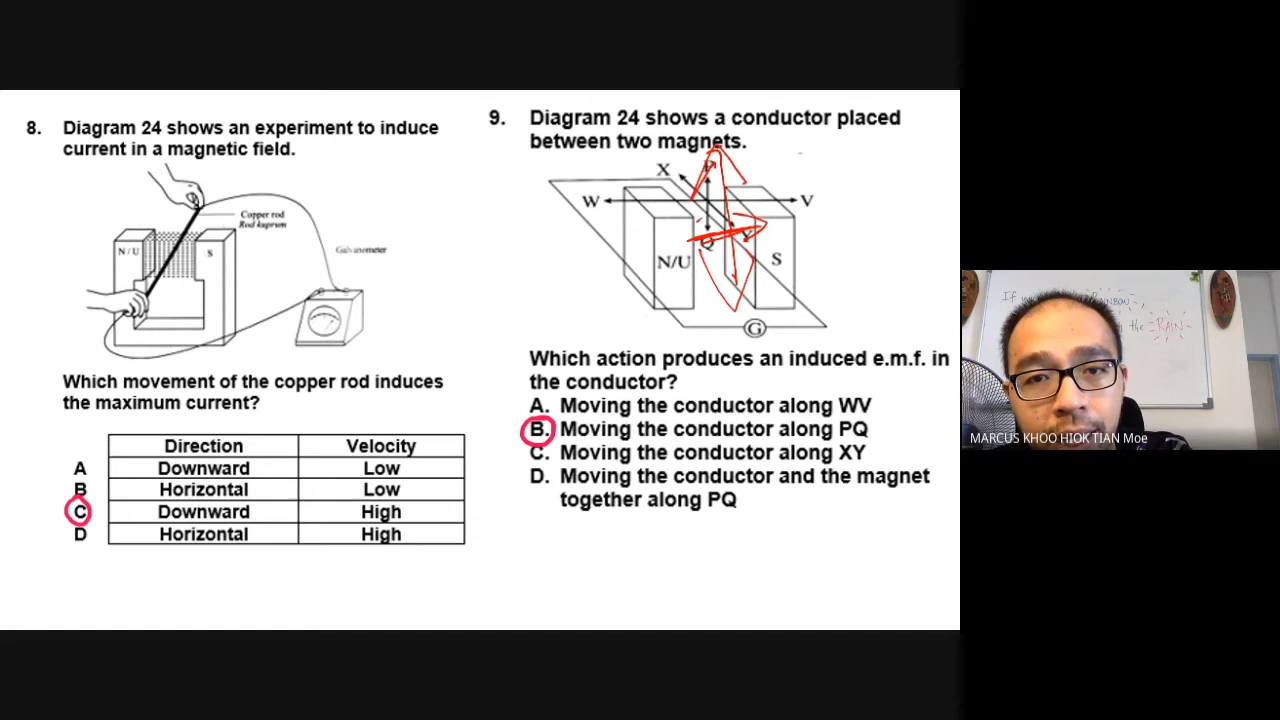 8. Diagram 24 shows an experiment to induce
current in a magnetic field.
Copper rod
Rod kuprum
N / U
S
Galvanometer
Which movement of the copper rod induces
the maximum current?
Direction Velocity
A Downward Low
B Horizontal Low
C Downward High
D Horizontal High
9. Diagram 24 shows a conductor placed
between two magnets.
X
P
W
V
Q
Y
N/U
S
G
Which action produces an induced e.m.f. in
the conductor?
A. Moving the conductor along WV
B. Moving the conductor along PQ
C. Moving the conductor along XY
D. Moving the conductor and the magnet
together along PQ
If
RAINBOW
the RAIN
MARCUS KHOO HIOK TIAN Moe